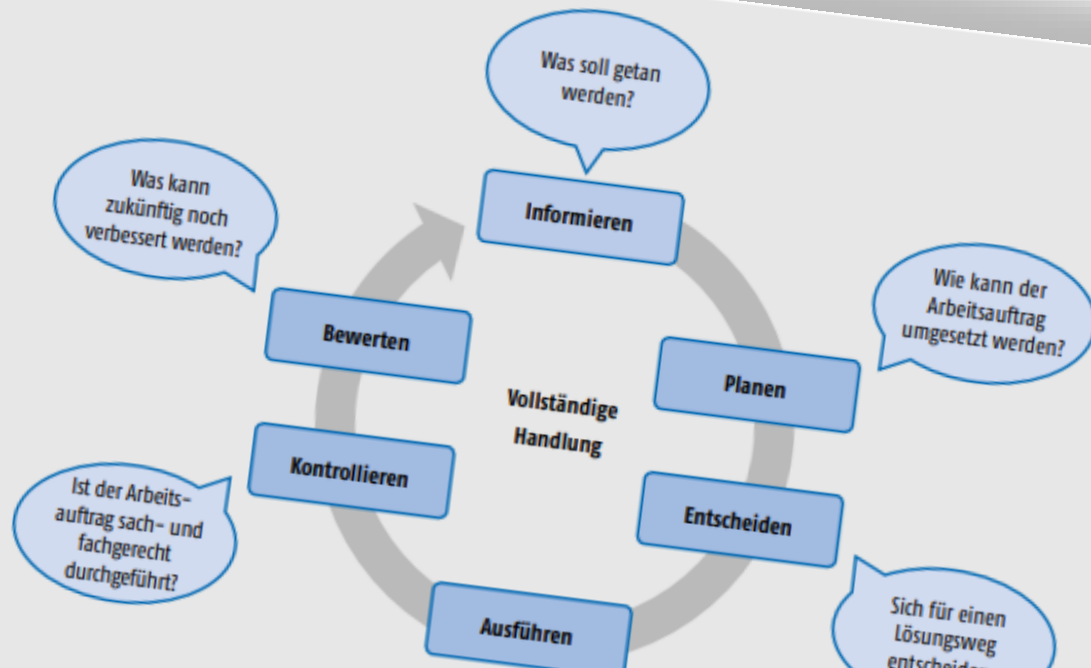 Was soll getan
werden?
Informieren
Wie kann der
Arbeitsauftrag
umgesetzt werden?
Planen
Entscheiden
Sich für einen
Lösungsweg
Ausführen
Kontrollieren
Ist der Arbeits-
auftrag sach- und
fachgerecht
durchgeführt?
Bewerten
Was kann
zukünftig noch
verbessert werden?
Vollständige
Handlung